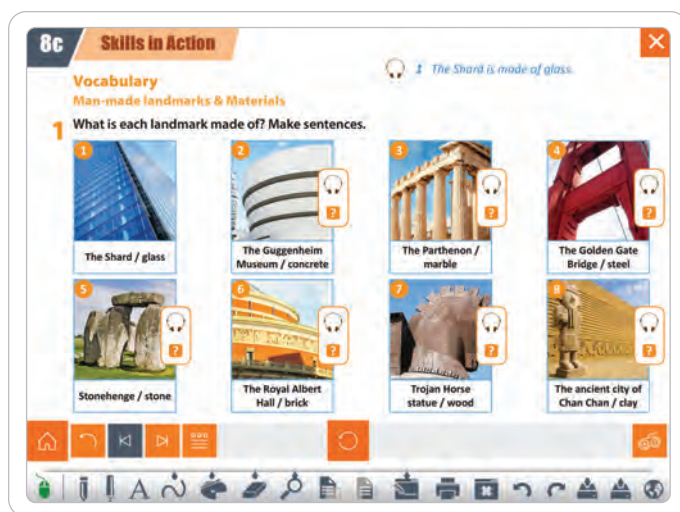 8c Skills in Action
1 The Shard is made of glass.
Vocabulary
Man-made landmarks & Materials
1 What is each landmark made of? Make sentences.
1
2
3
4
?
?
?
The Shard / glass
The Guggenheim
Museum / concrete
The Parthenon /
marble
The Golden Gate
Bridge / steel
5
6
7
8
?
?
?
?
Stonehenge / stone
The Royal Albert
Hall / brick
Trojan Horse
statue / wood
The ancient city of
Chan Chan / clay
A